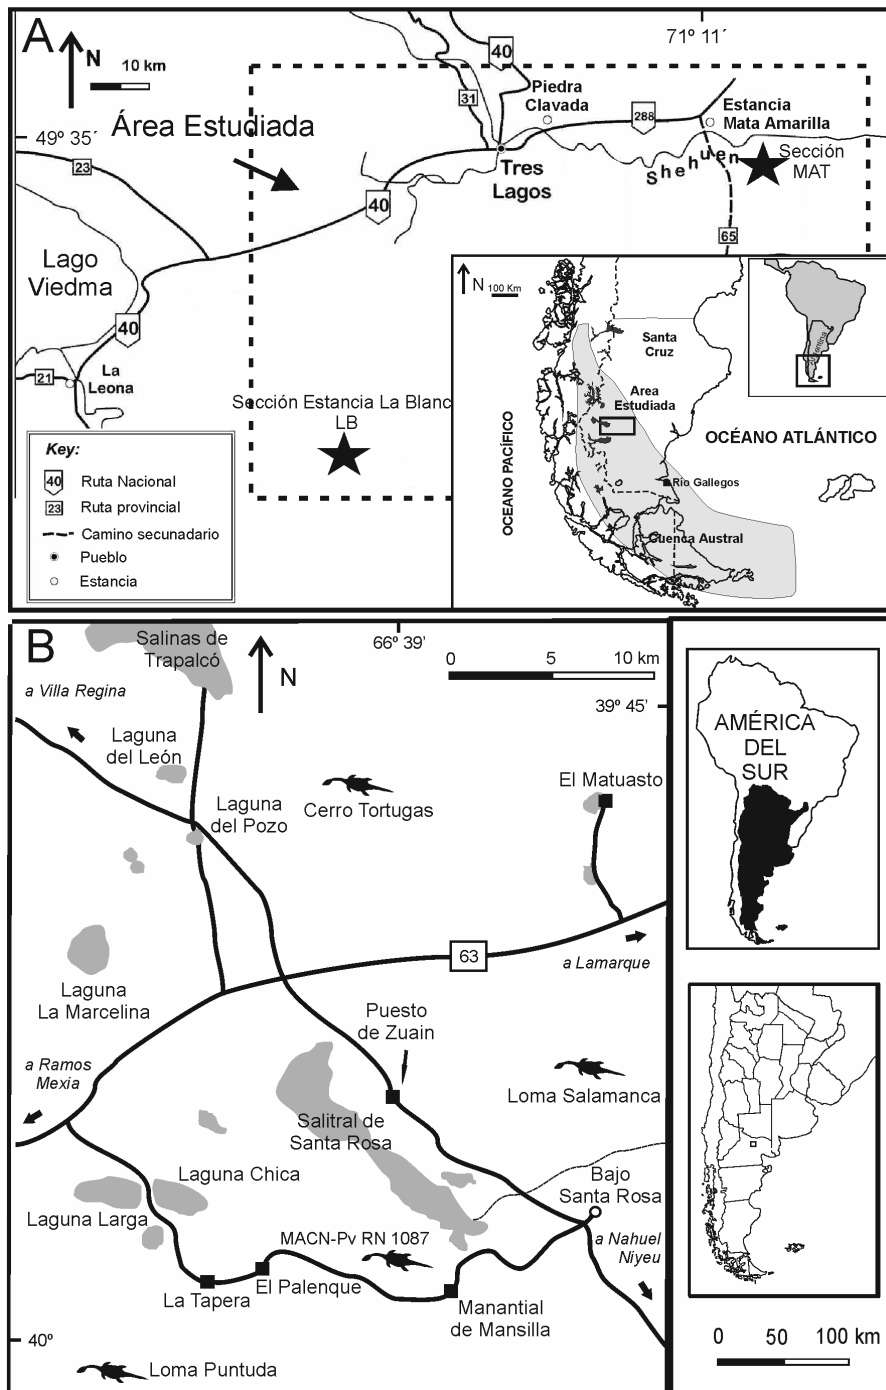 A
N
10 km
71º 11´
49º 35´
Área Estudiada
40
31
Piedra
Clavada
288
Estancia
Mata Amarilla
23
Tres
Lagos
Shehuen
Sección
MAT
40
65
Lago
Viedma
40
21
La
Leona
Sección Estancia La Blanc
LB
Key:
40
Ruta Nacional
23
Ruta provincial
Camino secunadario
Pueblo
Estancia
N
100 Km
Santa
Cruz
Area
Estudiada
OCEANO PACÍFICO
OCÉANO ATLÁNTICO
Río Gallegos
Cuenca Austral
Argentina
B
Salinas de
Trapalcó
N
66º 39'
0 5 10 km
39º 45'
a Villa Regina
Laguna
del León
Laguna
del Pozo
Cerro Tortugas
El Matuasto
63
a Lamarque
Laguna
La Marcelina
Puesto
de Zuain
a Ramos
Mexia
Loma Salamanca
Salitral de
Santa Rosa
Laguna Chica
Laguna Larga
Bajo
Santa Rosa
MACN-Pv RN 1087
a Nahuel
Niyeu
La Tapera
El Palenque
Manantial
de Mansilla
40º
Loma Puntuda
AMÉRICA
DEL
SUR
0 50 100 km